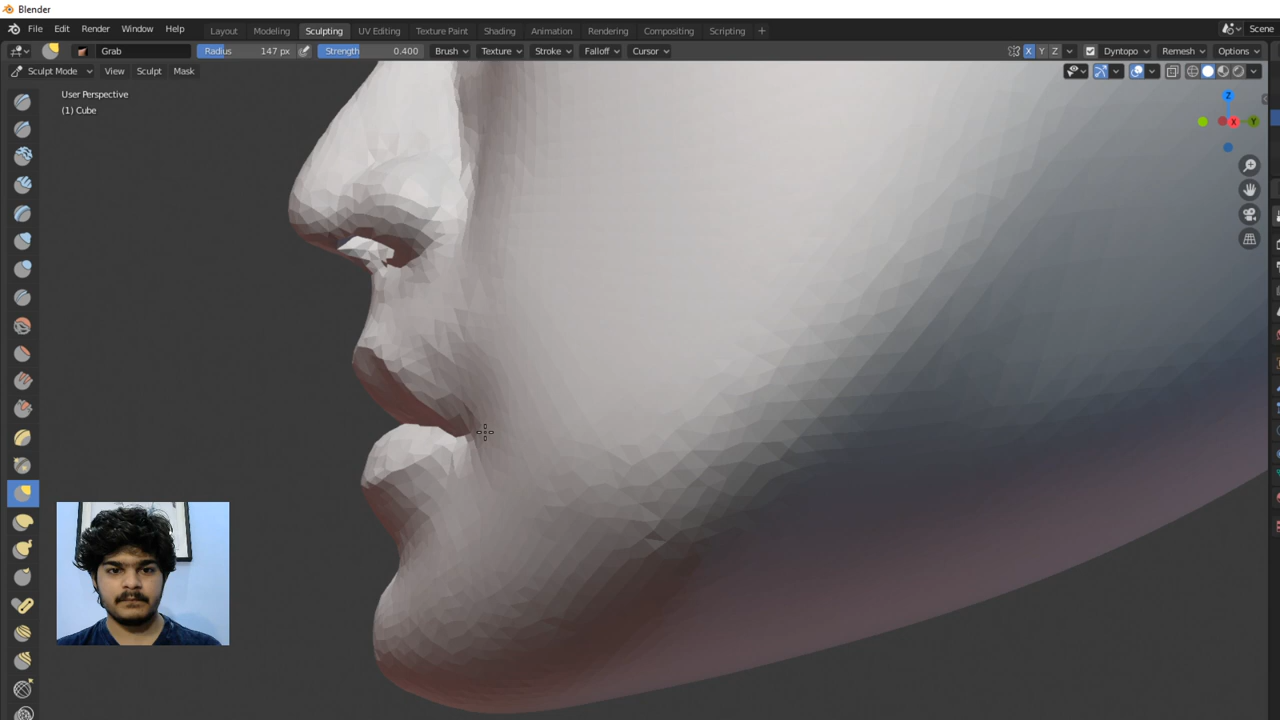 Blender
File Edit Render Window Help Layout Modeling Sculpting UV Editing Texture Paint Shading Animation Rendering Compositing Scripting + Scene
Grab Radius 147 px Strength 0.400 Brush Texture Stroke Falloff Cursor X Y Z Dyntopo Remesh Options
Sculpt Mode View Sculpt Mask
User Perspective
(1) Cube
Z
X Y